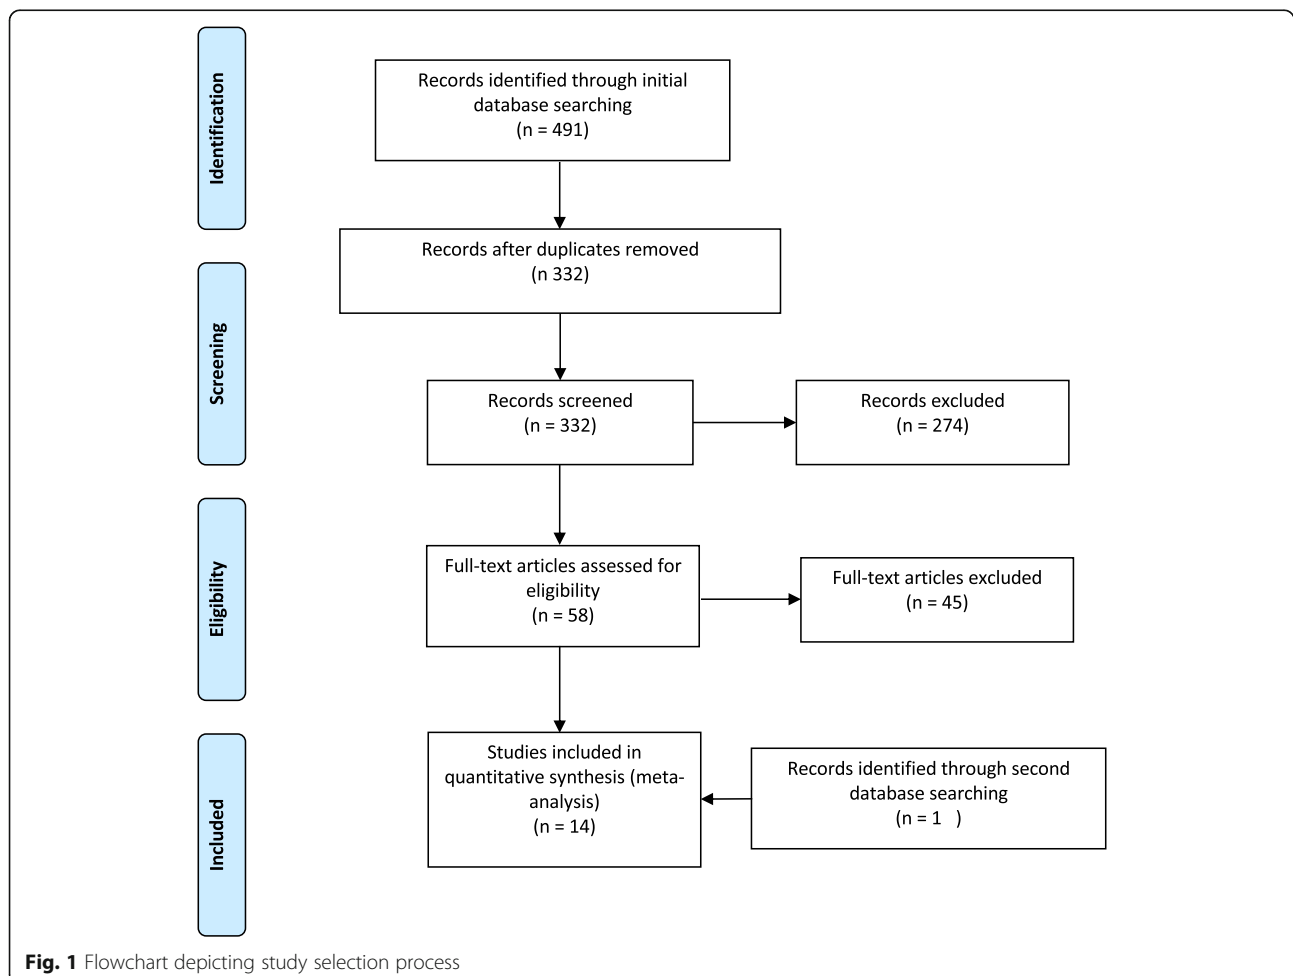 Identification
Records identified through initial
database searching
(n = 491)
Records after duplicates removed
(n 332)
Screening
Records screened
(n = 332)
Records excluded
(n = 274)
Eligibility
Full-text articles assessed for
eligibility
(n = 58)
Full-text articles excluded
(n = 45)
Included
Studies included in
quantitative synthesis (meta-
analysis)
(n = 14)
Records identified through second
database searching
(n = 1 )
Fig. 1 Flowchart depicting study selection process